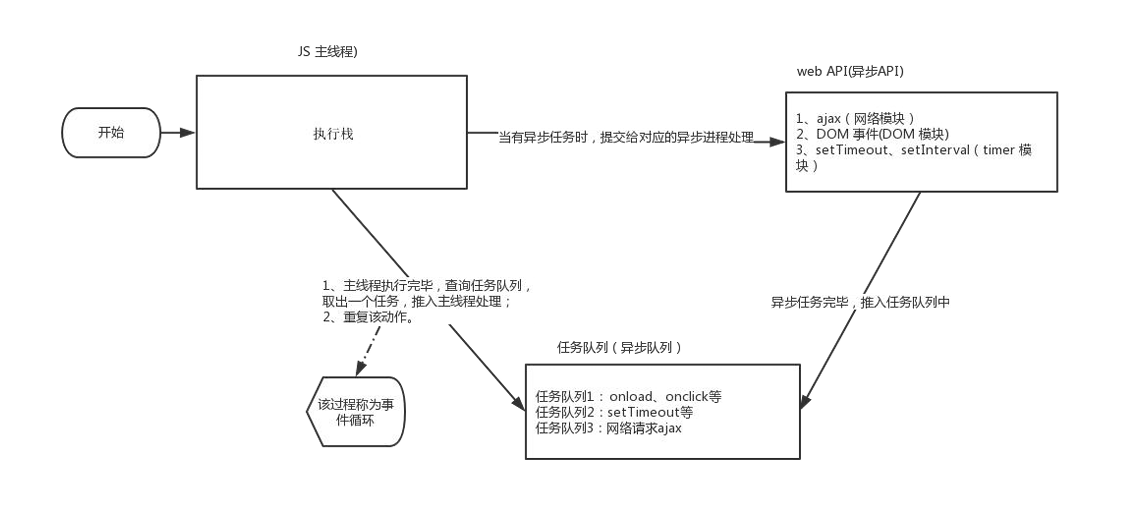 JS 主线程)
web API(异步API)
开始
执行栈
当有异步任务时，提交给对应的异步进程处理
1、ajax（网络模块）
2、DOM 事件(DOM 模块)
3、setTimeout、setInterval（timer 模
块）
1、主线程执行完毕，查询任务队列，
取出一个任务，推入主线程处理；
2、重复该动作。
异步任务完毕，推入任务队列中
任务队列（异步队列）
该过程称为事
件循环
任务队列1：onload、onclick等
任务队列2：setTimeout等
任务队列3：网络请求ajax